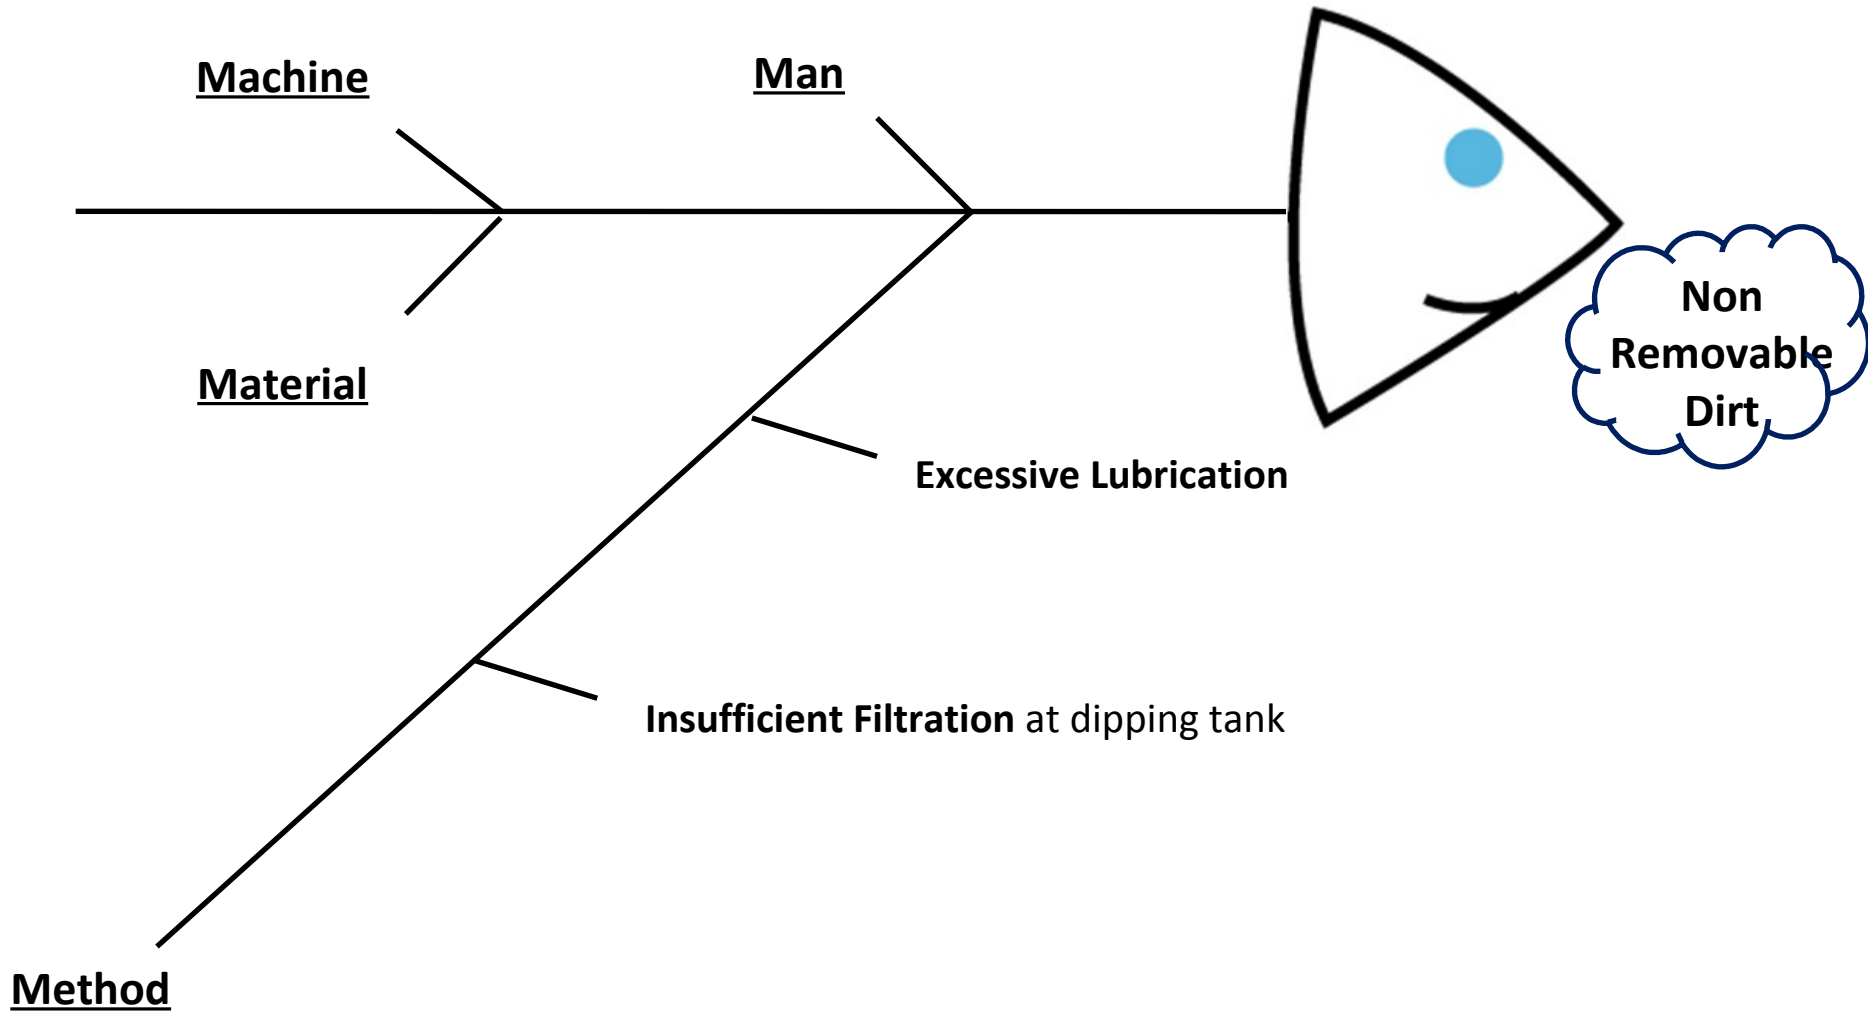 Machine
Man
Non
Removable
Dirt
Material
Excessive Lubrication
Insufficient Filtration at dipping tank
Method